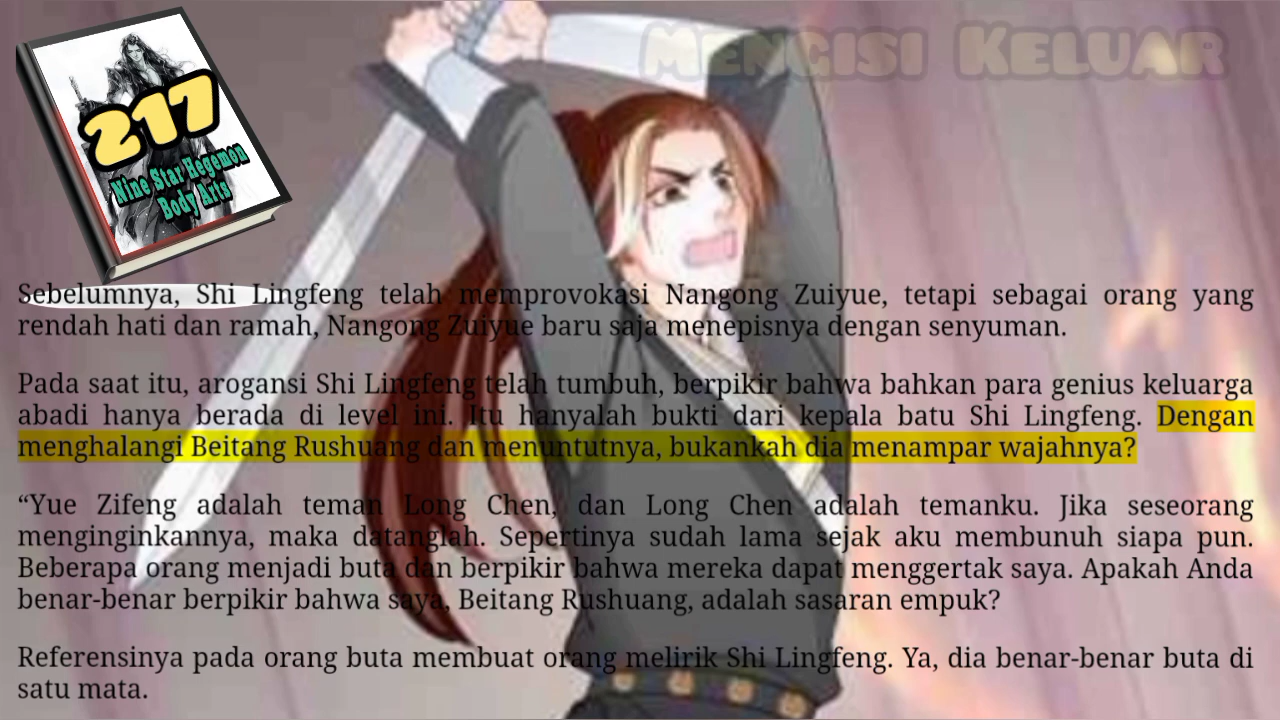 Mengisi Keluar
217
Nine Star Hegemon
Body Arts
Sebelumnya, Shi Lingfeng telah memprovokasi Nangong Zuiyue, tetapi sebagai orang yang
rendah hati dan ramah, Nangong Zuiyue baru saja menepisnya dengan senyuman.
Pada saat itu, arogansi Shi Lingfeng telah tumbuh, berpikir bahwa bahkan para genius keluarga
abadi hanya berada di level ini. Itu hanyalah bukti dari kepala batu Shi Lingfeng. Dengan
menghalangi Beitang Rushuang dan menuntutnya, bukankah dia menampar wajahnya?
“Yue Zifeng adalah teman Long Chen, dan Long Chen adalah temanku. Jika seseorang
menginginkannya, maka datanglah. Sepertinya sudah lama sejak aku membunuh siapa pun.
Beberapa orang menjadi buta dan berpikir bahwa mereka dapat menggertak saya. Apakah Anda
benar-benar berpikir bahwa saya, Beitang Rushuang, adalah sasaran empuk?
Referensinya pada orang buta membuat orang melirik Shi Lingfeng. Ya, dia benar-benar buta di
satu mata.